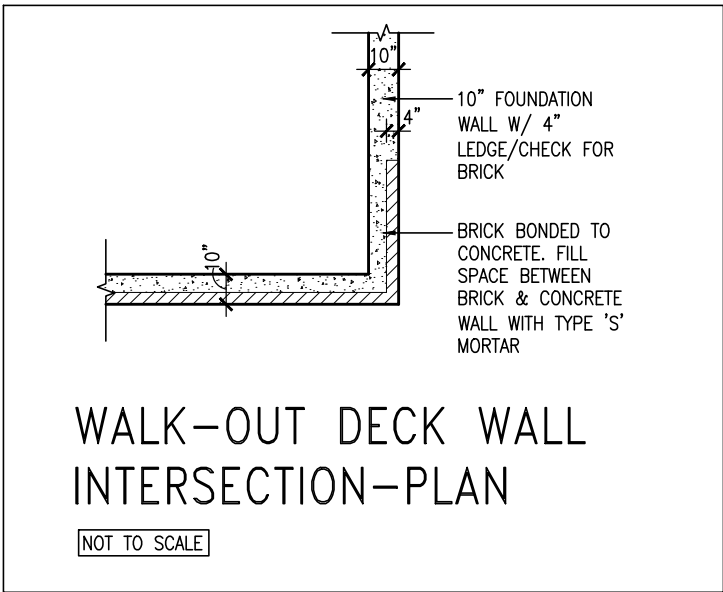 10"
4"
10" FOUNDATION
WALL W/ 4"
LEDGE/CHECK FOR
BRICK
BRICK BONDED TO
CONCRETE. FILL
SPACE BETWEEN
BRICK & CONCRETE
WALL WITH TYPE 'S'
MORTAR
10"
WALK-OUT DECK WALL
INTERSECTION-PLAN
NOT TO SCALE